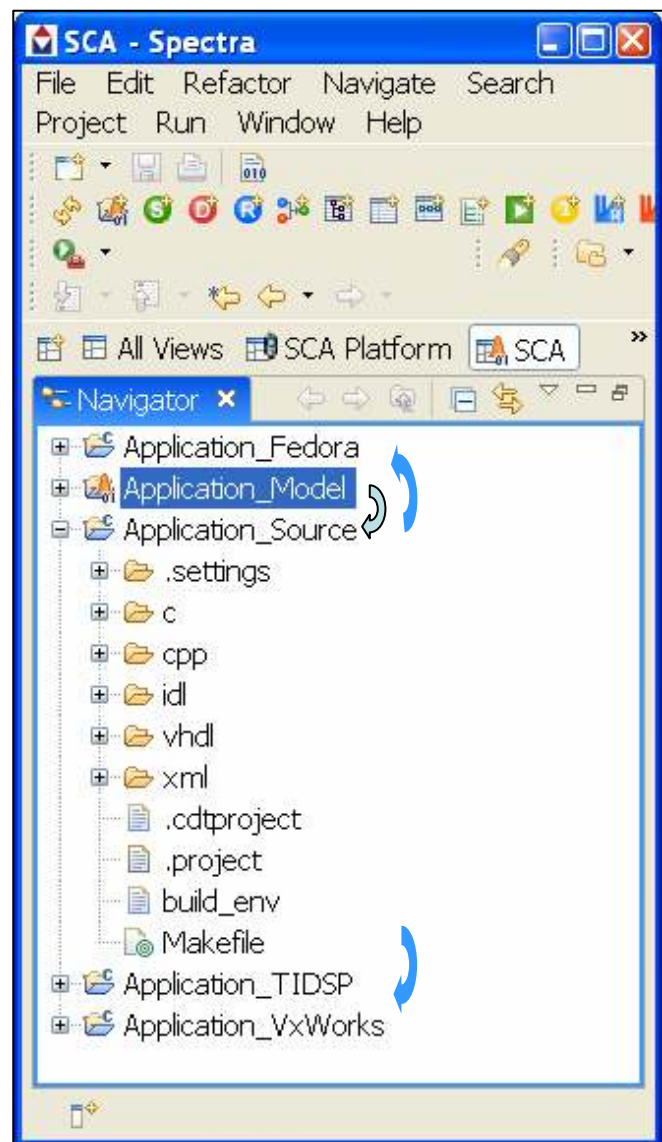 SCA - Spectra
File Edit Refactor Navigate Search
Project Run Window Help
010
All Views SCA Platform SCA »
Navigator
Application_Fedora
Application_Model
Application_Source
.settings
c
cpp
idl
vhdl
xml
.cdtproject
.project
build_env
Makefile
Application_TIDSP
Application_VxWorks